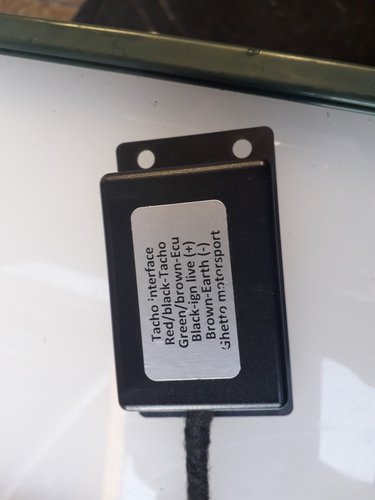 Tacho interface
Red/black-Tacho
Green/brown-Ecu
Black-ign live (+)
Brown-Earth (-)
Ghetto motorsport